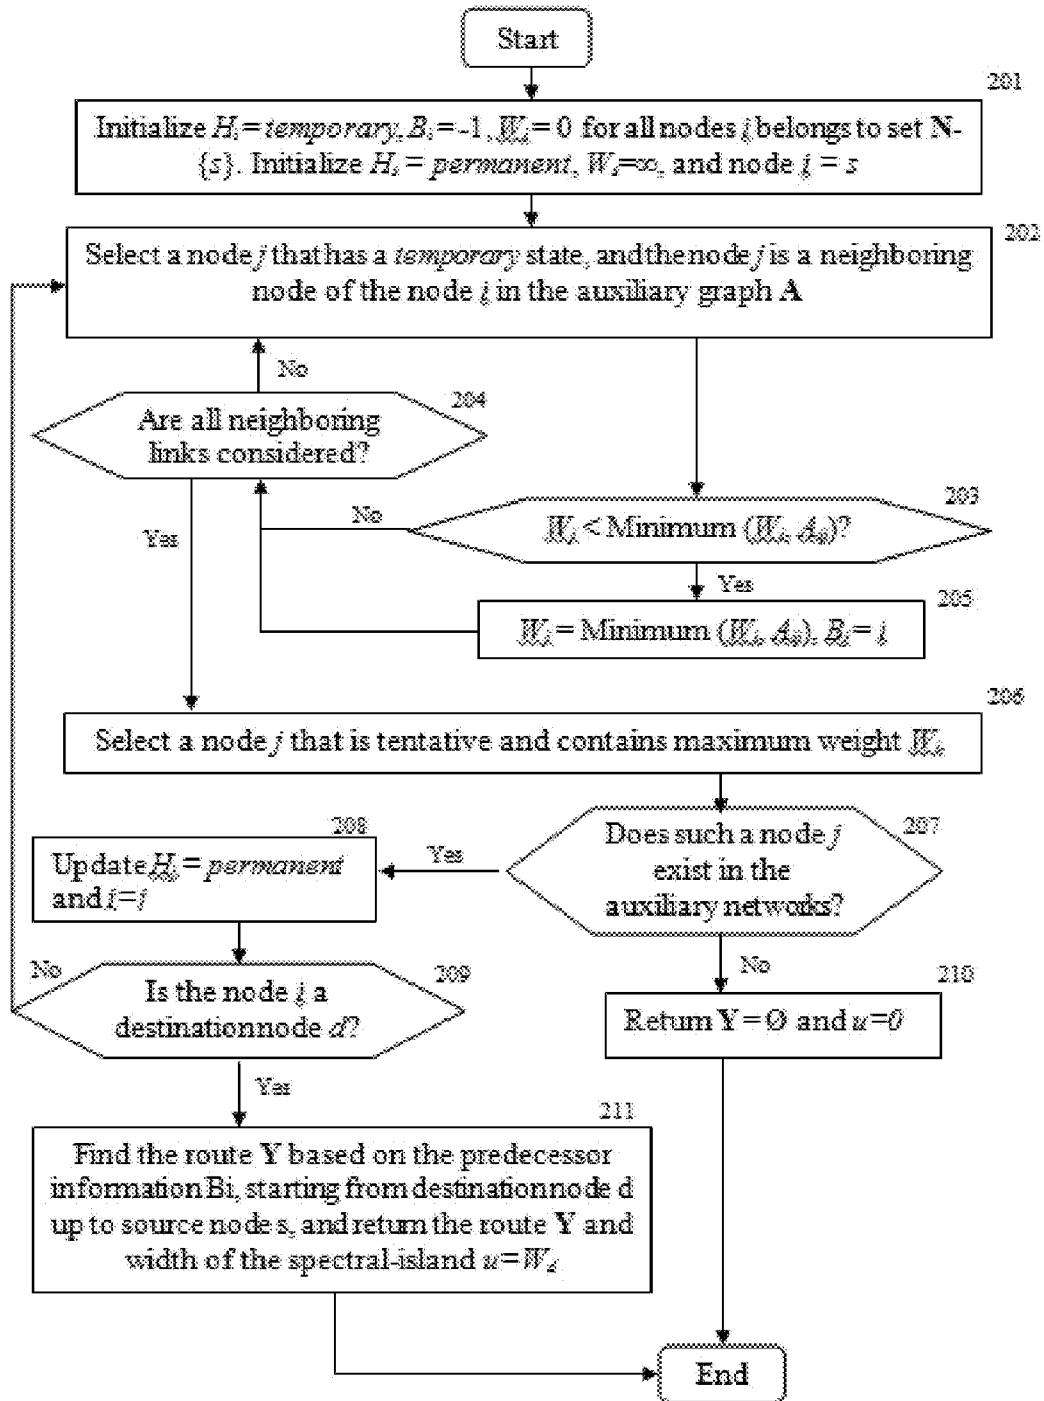 Start
201
Initialize Hi = temporary, Bi = -1, Wi = 0 for all nodes i belongs to set N-
{s}. Initialize Hs = permanent, Ws=∞, and node i = s
202
Select a node j that has a temporary state, and the node j is a neighboring
node of the node i in the auxiliary graph A
No
204
Are all neighboring
links considered?
203
No
Wj < Minimum (Wi, Aij)?
Yes
Yes
205
Wj = Minimum (Wi, Aij), Bj = i
206
Select a node j that is tentative and contains maximum weight
207
Does such a node j
exist in the
auxiliary networks?
Yes
208
Update = permanent
and i=j
No
209
Is the node i a
destination node d?
No
210
Return Y = Ø and u=0
Yes
211
Find the route Y based on the predecessor
information Bi, starting from destination node d
up to source node s, and return the route Y and
width of the spectral-island u=Wd
End